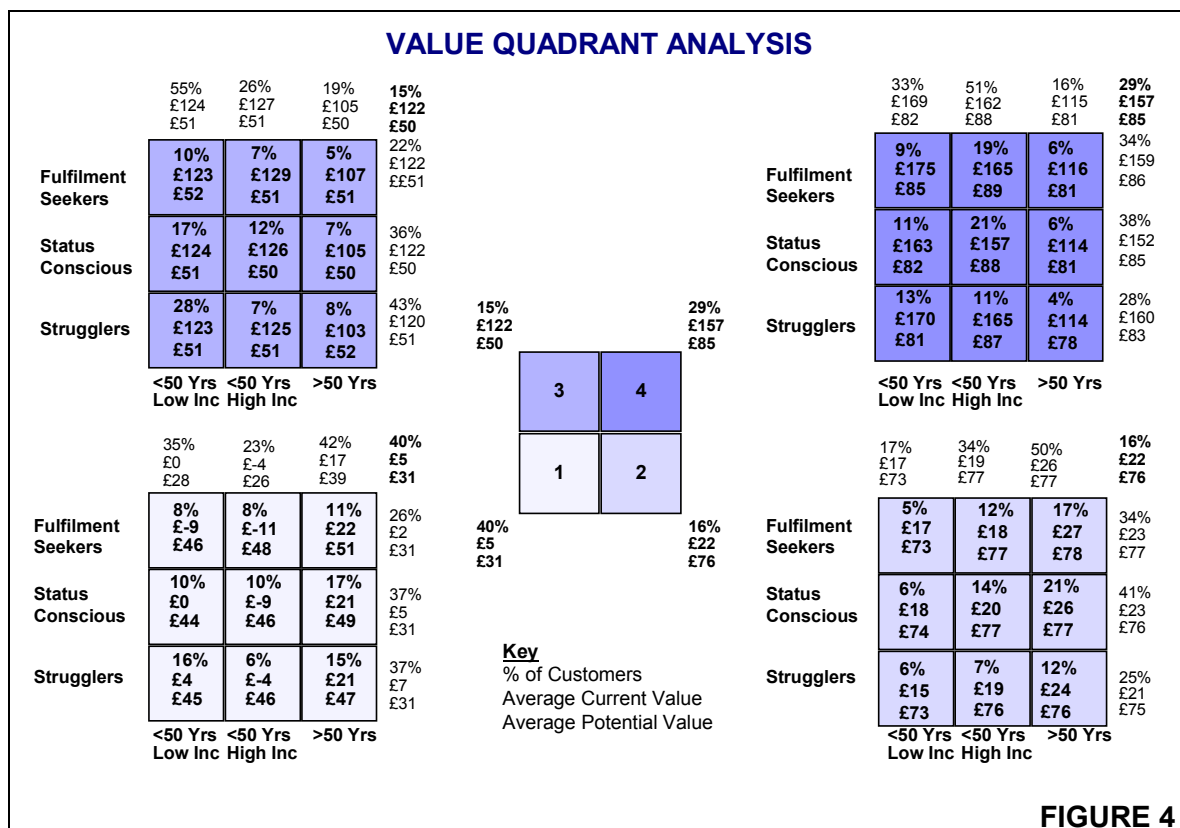 VALUE QUADRANT ANALYSIS
55% 26% 19% 15%
£124 £127 £105 £122
£51 £51 £50 £50
10% 7% 5% 22%
Fulfilment £123 £129 £107 £122
Seekers £52 £51 £51 ££51
17% 12% 7% 36%
Status £124 £126 £105 £122
Conscious £51 £50 £50 £50
28% 7% 8% 43%
Strugglers £123 £125 £103 £120
£51 £51 £52 £51
<50 Yrs <50 Yrs >50 Yrs
Low Inc High Inc
33% 51% 16% 29%
£169 £162 £115 £157
£82 £88 £81 £85
9% 19% 6% 34%
Fulfilment £175 £165 £116 £159
Seekers £85 £89 £81 £86
11% 21% 6% 38%
Status £163 £157 £114 £152
Conscious £82 £88 £81 £85
13% 11% 4% 28%
Strugglers £170 £165 £114 £160
£81 £87 £78 £83
<50 Yrs <50 Yrs >50 Yrs
Low Inc High Inc
15% 29%
£122 £157
£50 £85
3 4
1 2
40% 16%
£5 £22
£31 £76
35% 23% 42% 40%
£0 £-4 £17 £5
£28 £26 £39 £31
8% 8% 11% 26%
Fulfilment £-9 £-11 £22 £2
Seekers £46 £48 £51 £31
10% 10% 17% 37%
Status £0 £-9 £21 £5
Conscious £44 £46 £49 £31
16% 6% 15% 37%
Strugglers £4 £-4 £21 £7
£45 £46 £47 £31
<50 Yrs <50 Yrs >50 Yrs
Low Inc High Inc
Key
% of Customers
Average Current Value
Average Potential Value
17% 34% 50% 16%
£17 £19 £26 £22
£73 £77 £77 £76
5% 12% 17% 34%
Fulfilment £17 £18 £27 £23
Seekers £73 £77 £78 £77
6% 14% 21% 41%
Status £18 £20 £26 £23
Conscious £74 £77 £77 £76
6% 7% 12% 25%
Strugglers £15 £19 £24 £21
£73 £76 £76 £75
<50 Yrs <50 Yrs >50 Yrs
Low Inc High Inc
FIGURE 4